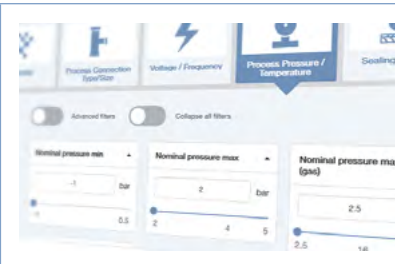 Process Connection
Type/Size
Voltage / Frequency
Process Pressure /
Temperature
Sealing
Advanced filters
Collapse all filters
Nominal pressure min
Nominal pressure max
Nominal pressure ma
(gas)
-1
bar
2
bar
2.5
-1
0.5
2
4
5
2.5
16